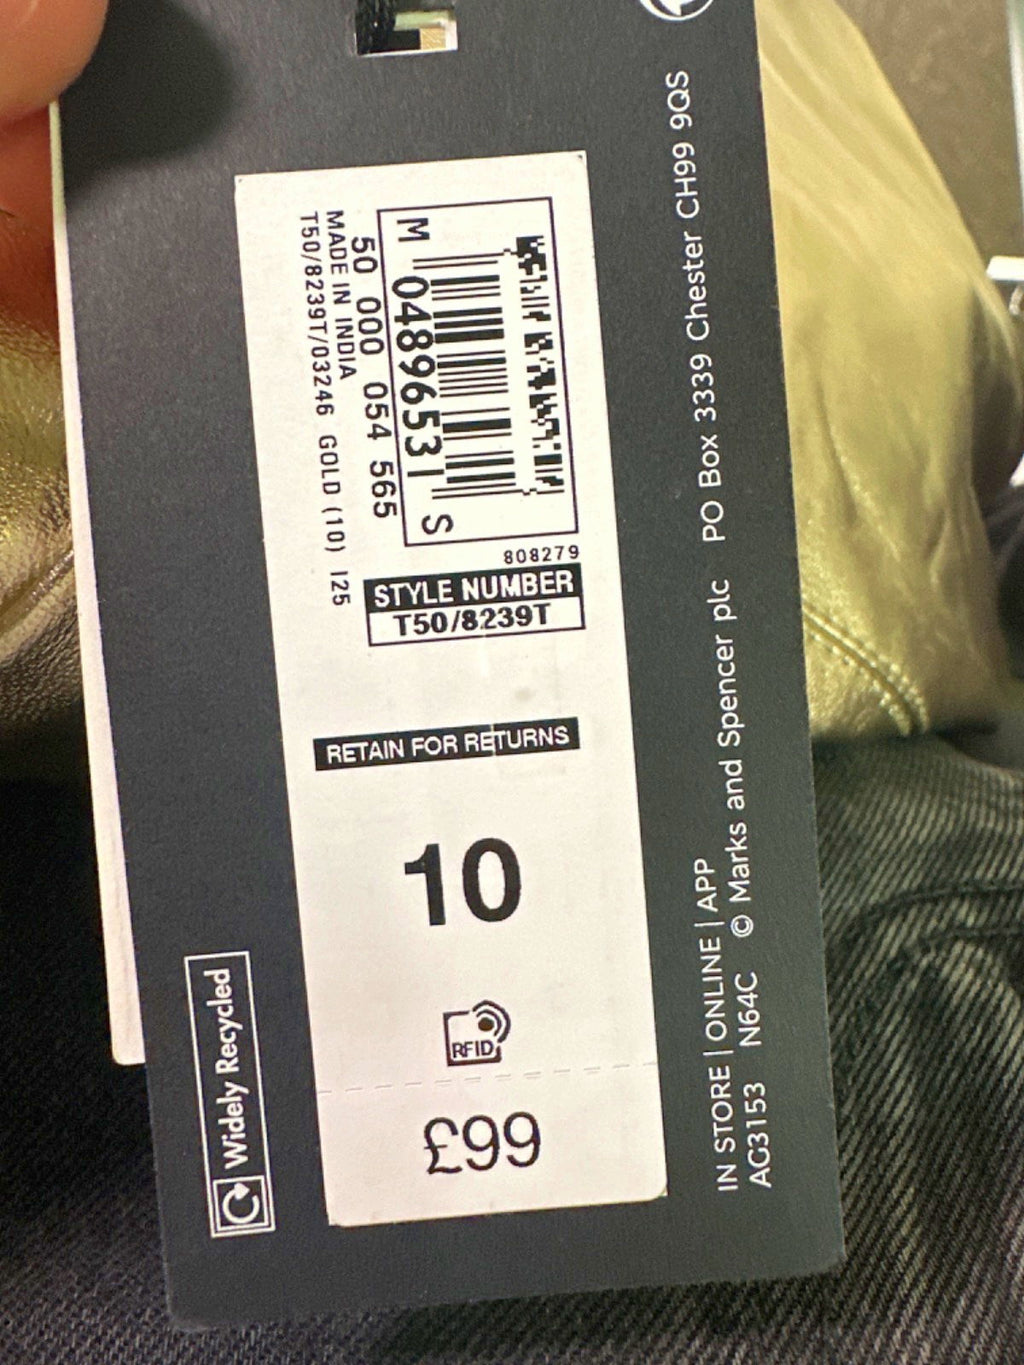 M 04896531 S
50 000 054 565
MADE IN INDIA
T50/8239T/03246 GOLD (10) I25
808279
STYLE NUMBER
T50/8239T
RETAIN FOR RETURNS
10
RFID
£99
Widely Recycled
IN STORE | ONLINE | APP PO Box 3339 Chester CH99 9QS
AG3153 N64C © Marks and Spencer plc